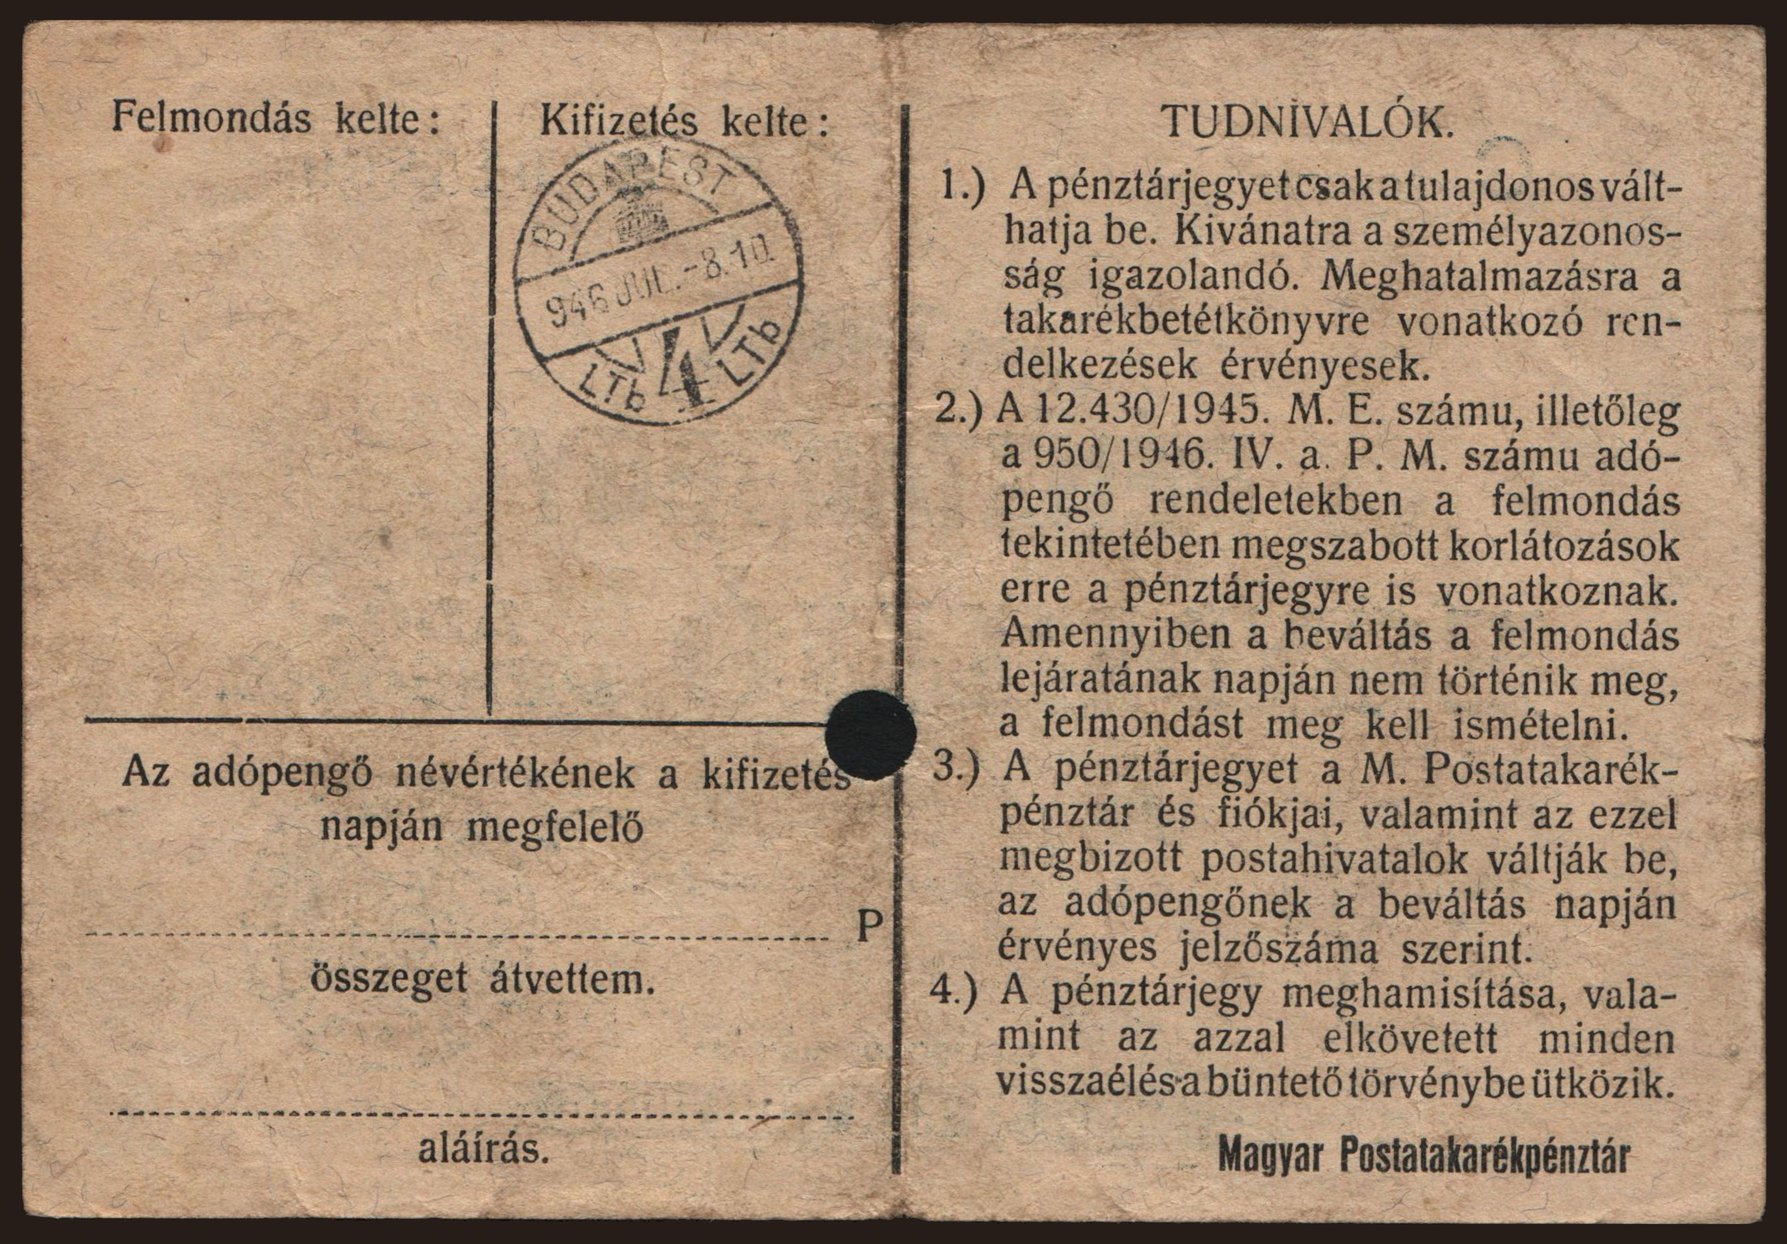 Felmondás kelte:
Kifizetés kelte:
BUDAPEST
946 JUL.-8.10
4
LTb LTb
Az adópengő névértékének a kifizetés
napján megfelelő
P
összeget átvettem.
aláírás.
TUDNIVALÓK.
1.) A pénztárjegyet csak a tulajdonos vált-
hatja be. Kivánatra a személyazonos-
ság igazolandó. Meghatalmazásra a
takarékbetétkönyvre vonatkozó ren-
delkezések érvényesek.
2.) A 12.430/1945. M. E. számu, illetőleg
a 950/1946. IV. a. P. M. számu adó-
pengő rendeletekben a felmondás
tekintetében megszabott korlátozások
erre a pénztárjegyre is vonatkoznak.
Amennyiben a beváltás a felmondás
lejáratának napján nem történik meg,
a felmondást meg kell ismételni.
3.) A pénztárjegyet a M. Postatakarék-
pénztár és fiókjai, valamint az ezzel
megbizott postahivatalok váltják be,
az adópengőnek a beváltás napján
érvényes jelzőszáma szerint.
4.) A pénztárjegy meghamisítása, vala-
mint az azzal elkövetett minden
visszaélés a büntető törvénybe ütközik.
Magyar Postatakarékpénztár